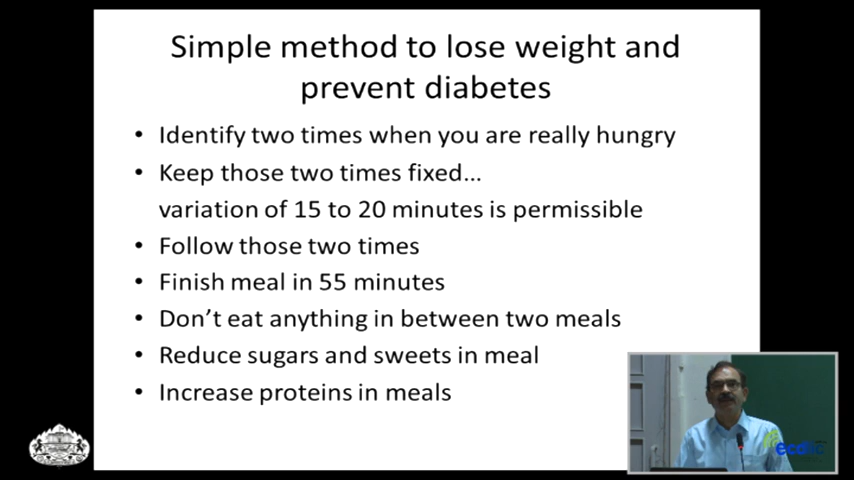 Simple method to lose weight and
prevent diabetes
• Identify two times when you are really hungry
• Keep those two times fixed...
variation of 15 to 20 minutes is permissible
• Follow those two times
• Finish meal in 55 minutes
• Don't eat anything in between two meals
• Reduce sugars and sweets in meal
• Increase proteins in meals